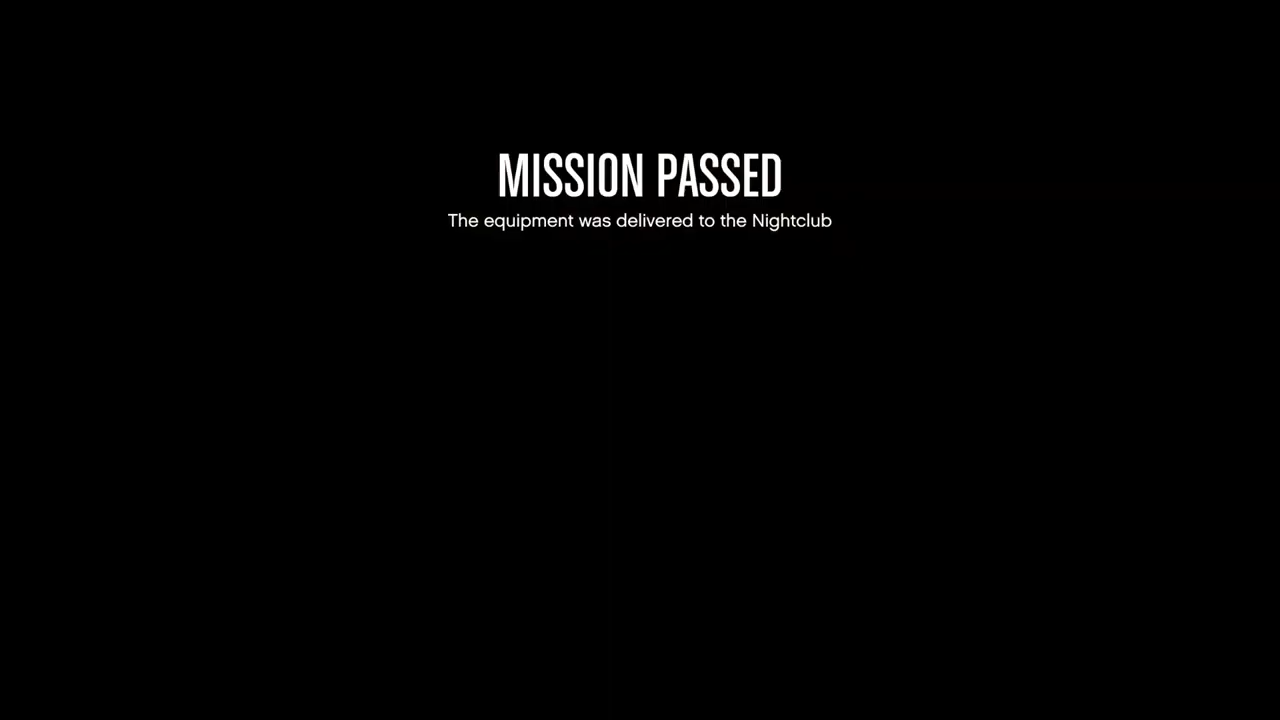 MISSION PASSED
The equipment was delivered to the Nightclub